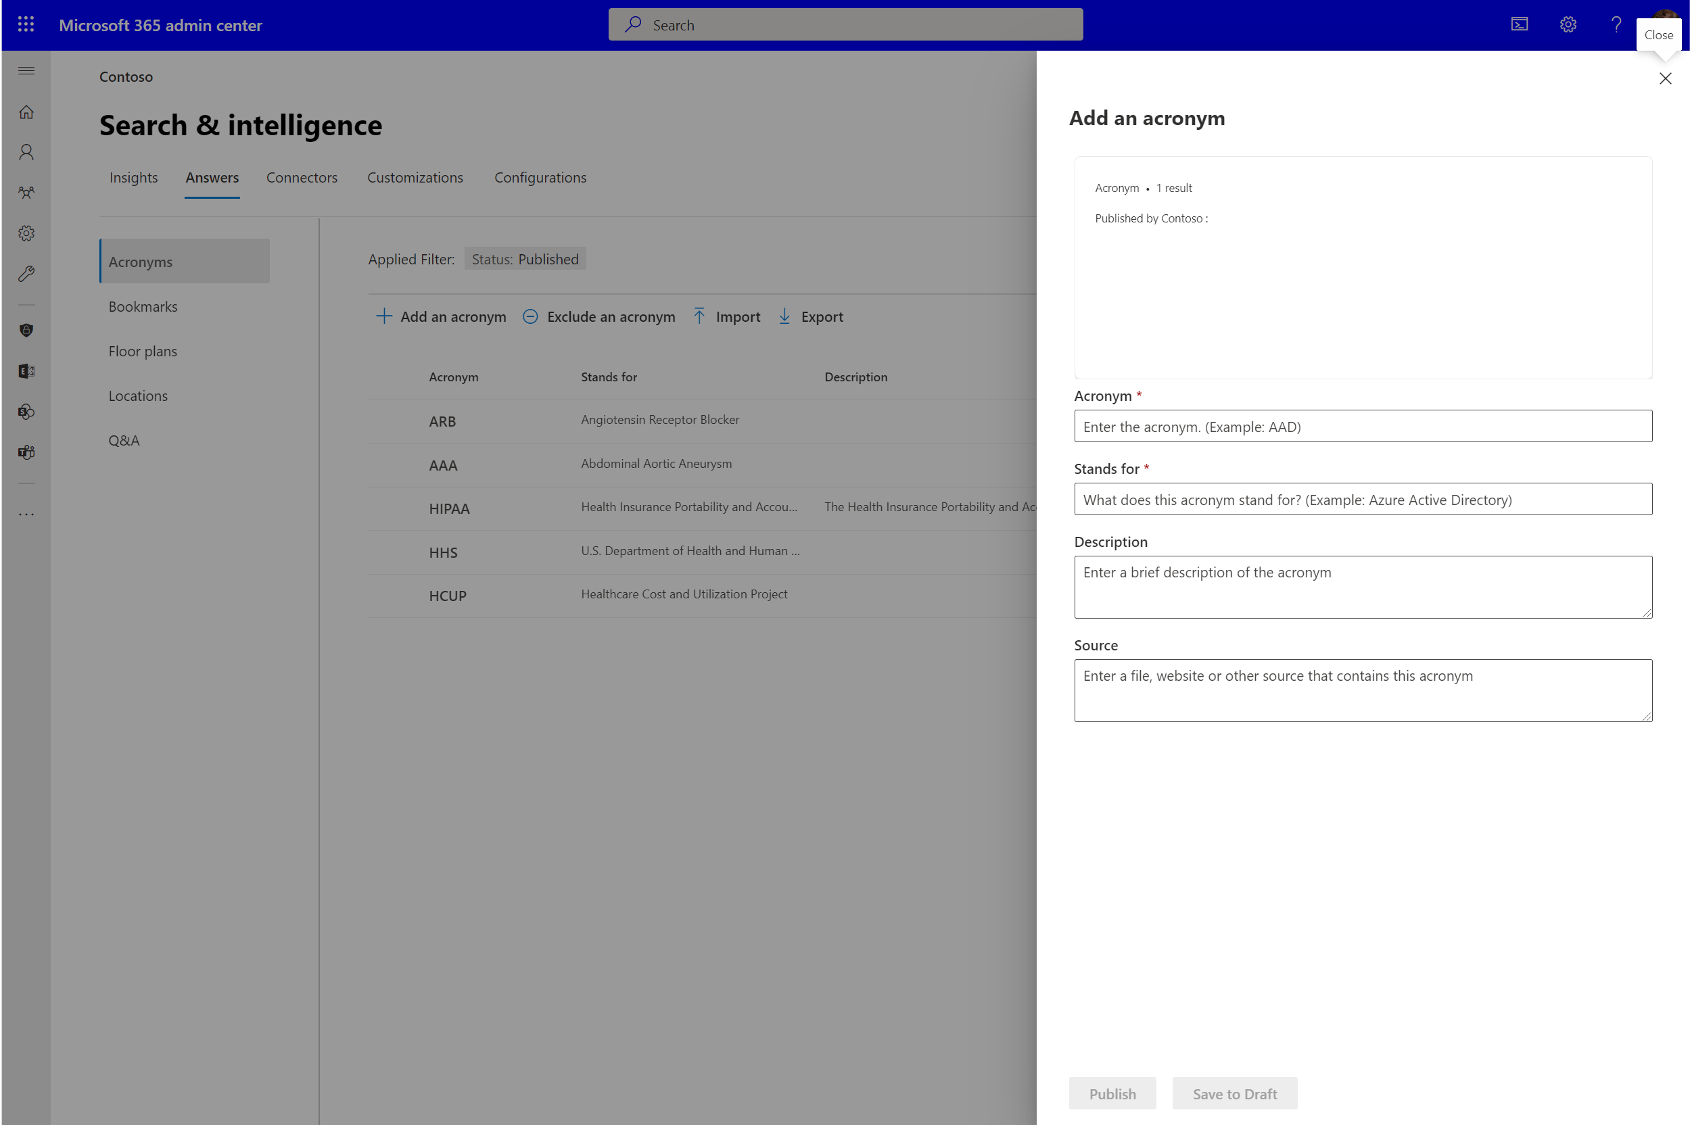 Microsoft 365 admin center
Search
?
Close
Contoso
Search & intelligence
Insights
Answers
Connectors
Customizations
Configurations
Acronyms
Bookmarks
Floor plans
Locations
Q&A
Applied Filter:
Status: Published
Add an acronym
Exclude an acronym
Import
Export
Acronym
Stands for
Description
ARB
Angiotensin Receptor Blocker
AAA
Abdominal Aortic Aneurysm
HIPAA
Health Insurance Portability and Accou...
The Health Insurance Portability and Ac
HHS
U.S. Department of Health and Human ...
HCUP
Healthcare Cost and Utilization Project
Add an acronym
Acronym • 1 result
Published by Contoso :
Acronym *
Enter the acronym. (Example: AAD)
Stands for *
What does this acronym stand for? (Example: Azure Active Directory)
Description
Enter a brief description of the acronym
Source
Enter a file, website or other source that contains this acronym
Publish
Save to Draft